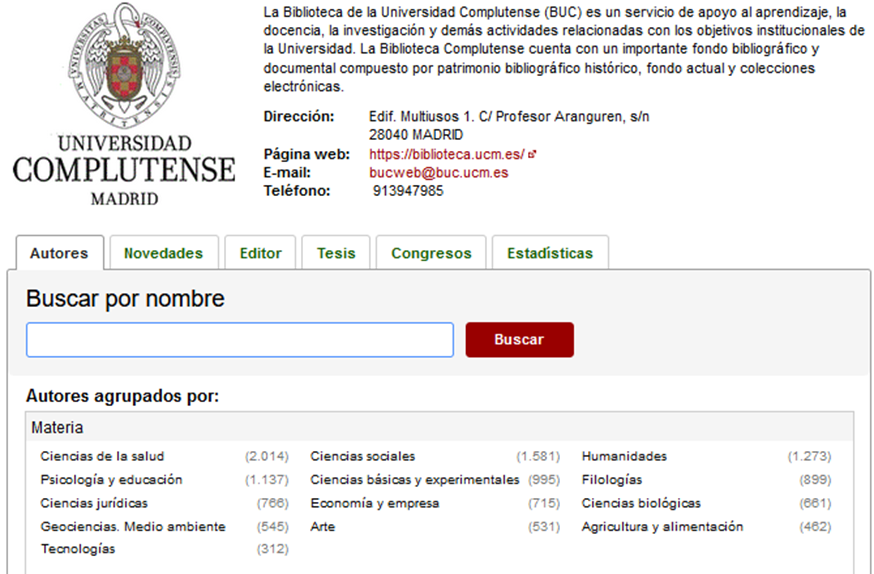 La Biblioteca de la Universidad Complutense (BUC) es un servicio de apoyo al aprendizaje, la
docencia, la investigación y demás actividades relacionadas con los objetivos institucionales de
la Universidad. La Biblioteca Complutense cuenta con un importante fondo bibliográfico y
documental compuesto por patrimonio bibliográfico histórico, fondo actual y colecciones
electrónicas.
UNIVERSIDAD
COMPLUTENSE
MADRID
Dirección: Edif. Multiusos 1. C/ Profesor Aranguren, s/n
28040 MADRID
Página web: https://biblioteca.ucm.es/
E-mail: bucweb@buc.ucm.es
Teléfono: 913947985
Autores Novedades Editor Tesis Congresos Estadísticas
Buscar por nombre
Buscar
Autores agrupados por:
Materia
Ciencias de la salud (2.014) Ciencias sociales (1.581) Humanidades (1.273)
Psicología y educación (1.137) Ciencias básicas y experimentales (995) Filologías (899)
Ciencias jurídicas (766) Economía y empresa (715) Ciencias biológicas (661)
Geociencias. Medio ambiente (545) Arte (531) Agricultura y alimentación (462)
Tecnologías (312)